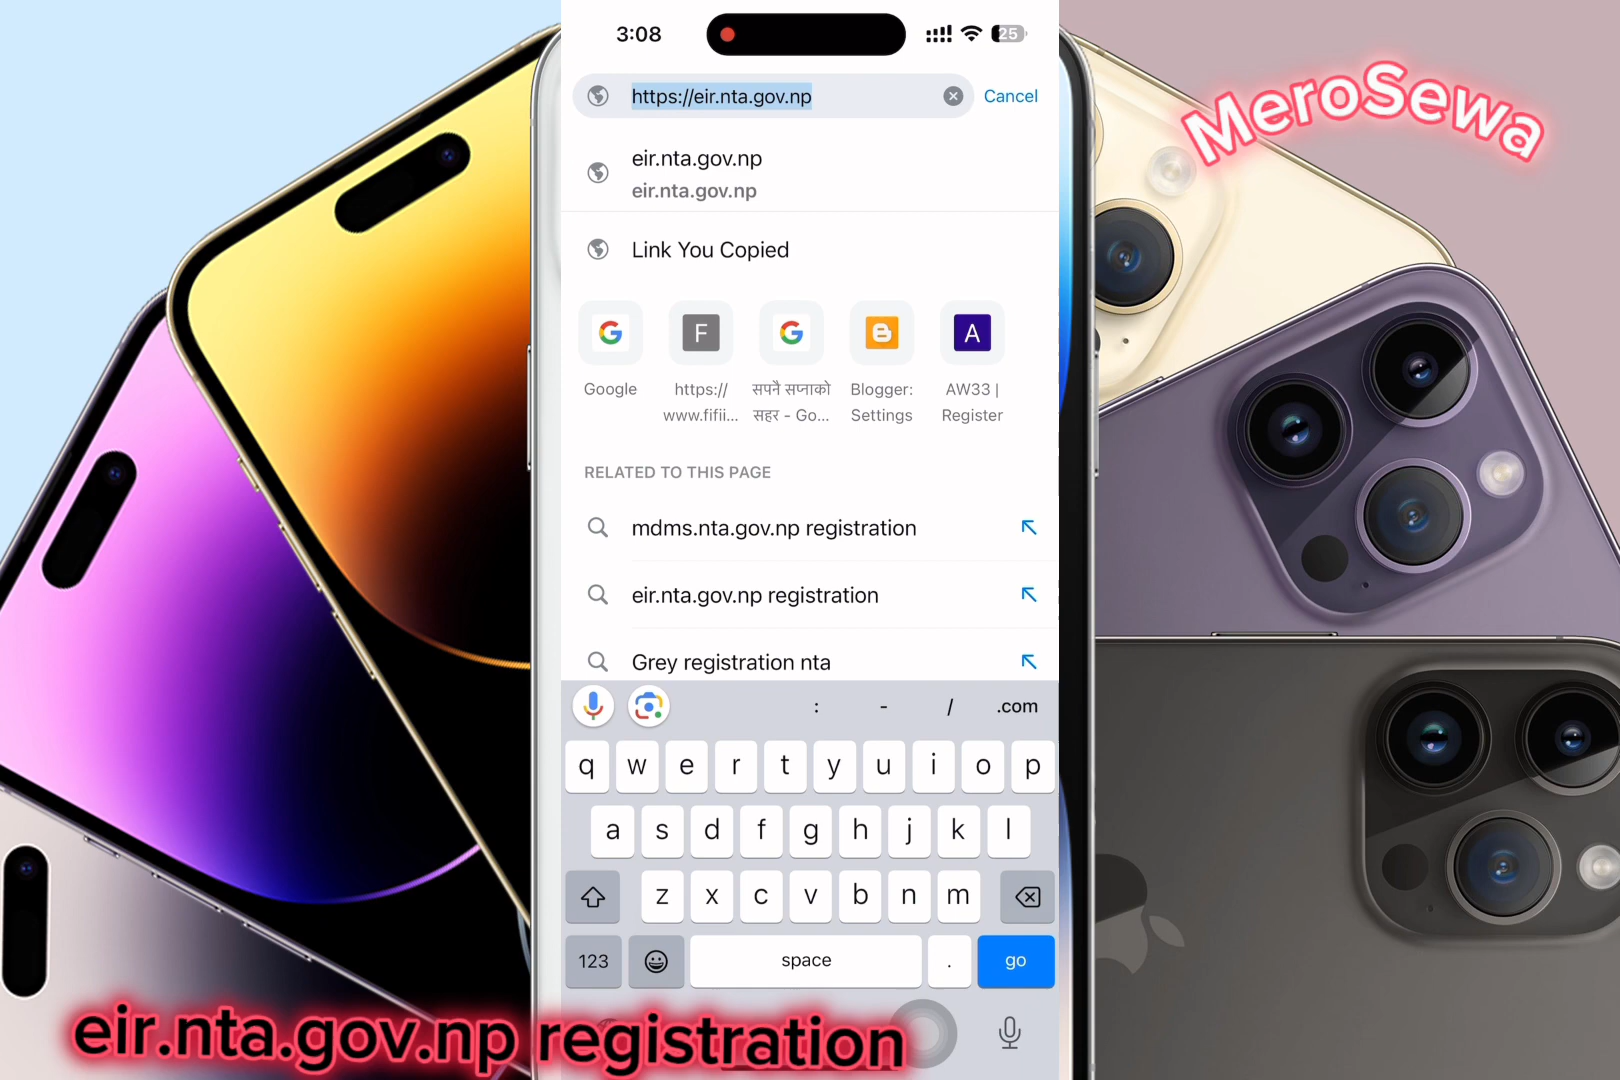 3:08
25
https://eir.nta.gov.np
Cancel
MeroSewa
eir.nta.gov.np
eir.nta.gov.np
Link You Copied
G F G B A
Google
https://
www.fifii...
सपनै सप्नाको
सहर - Go...
Blogger:
Settings
AW33 |
Register
RELATED TO THIS PAGE
mdms.nta.gov.np registration
eir.nta.gov.np registration
Grey registration nta
: - / .com
q w e r t y u i o p
a s d f g h j k l
z x c v b n m
123 space . go
eir.nta.gov.np registration